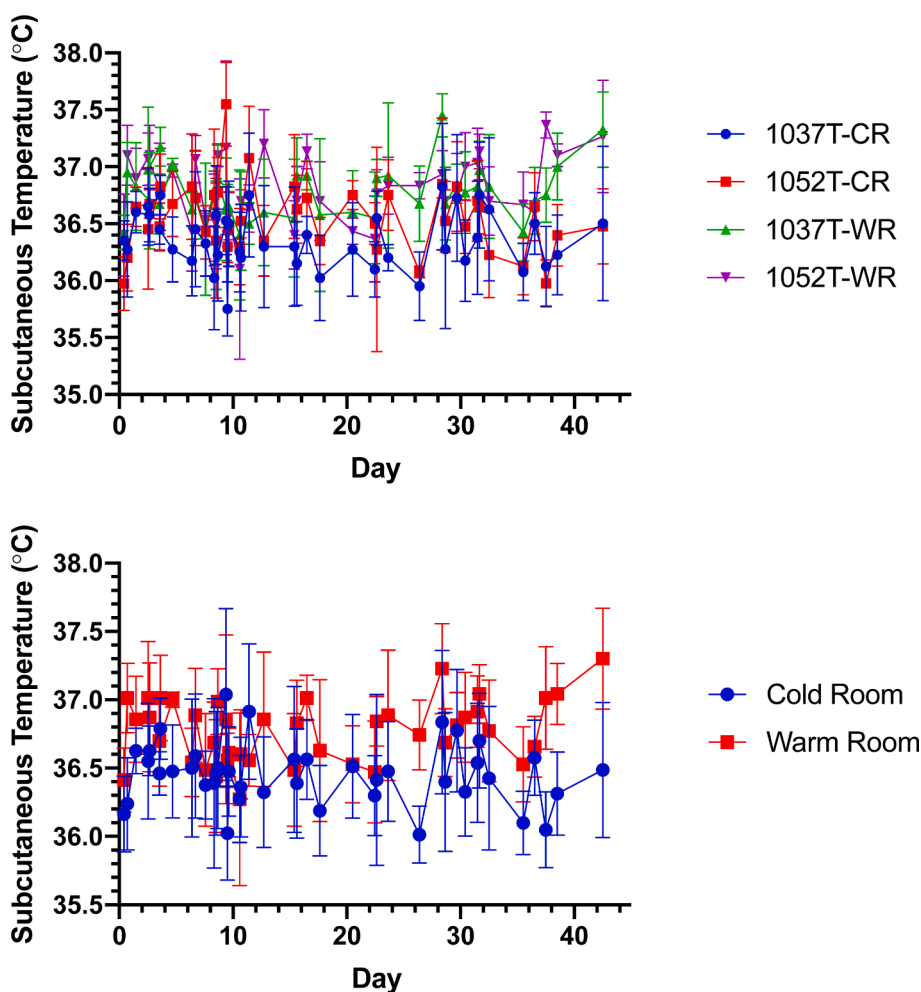 Subcutaneous Temperature (°C)
38.0
37.5
37.0
36.5
36.0
35.5
35.0
0 10 20 30 40
Day
1037T-CR
1052T-CR
1037T-WR
1052T-WR
Subcutaneous Temperature (°C)
38.0
37.5
37.0
36.5
36.0
35.5
0 10 20 30 40
Day
Cold Room
Warm Room